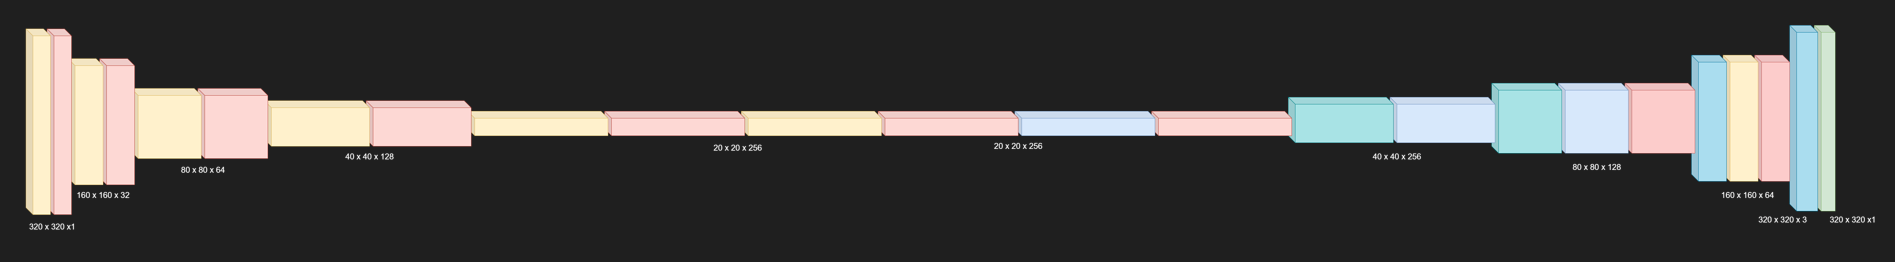 320 x 320 x1
160 x 160 x 32
80 x 80 x 64
40 x 40 x 128
20 x 20 x 256
20 x 20 x 256
40 x 40 x 256
80 x 80 x 128
160 x 160 x 64
320 x 320 x 3
320 x 320 x1